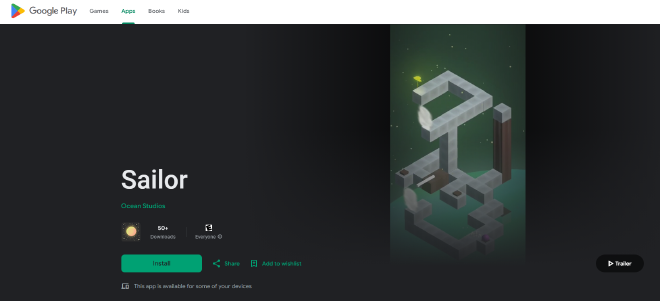 Google Play
Games Apps Books Kids
Sailor
Ocean Studios
50+
Downloads
Everyone
Install
Share
Add to wishlist
Trailer
This app is available for some of your devices